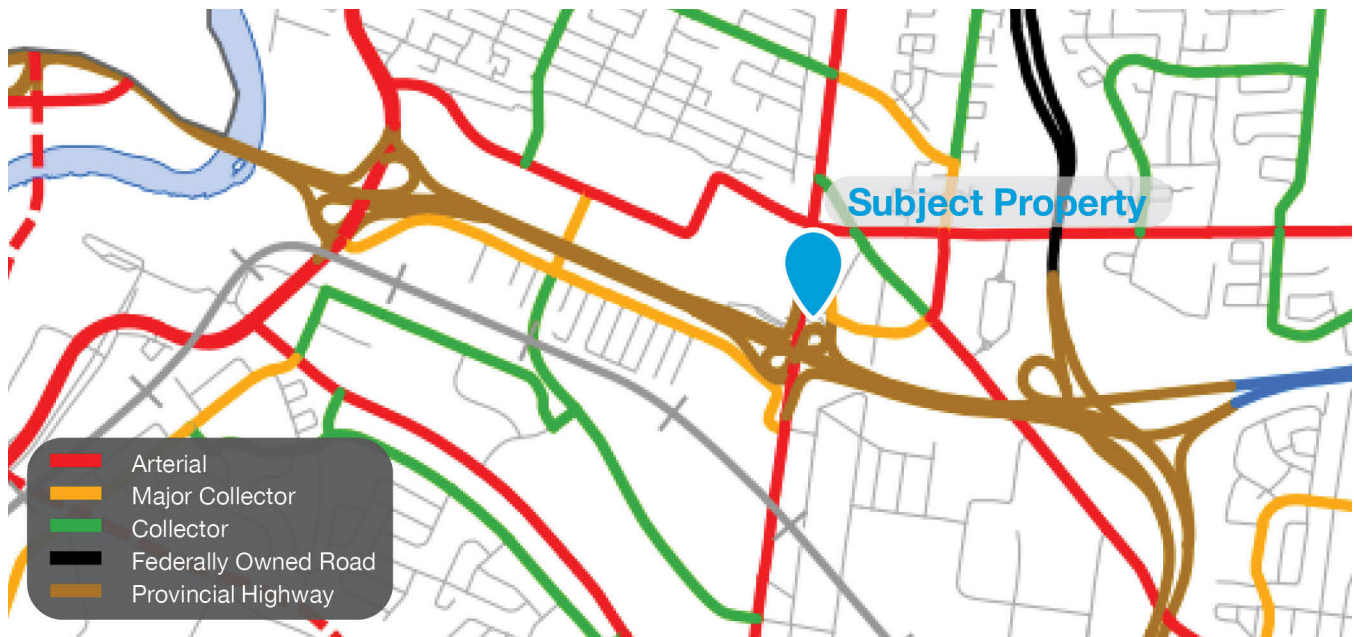 Subject Property
Arterial
Major Collector
Collector
Federally Owned Road
Provincial Highway